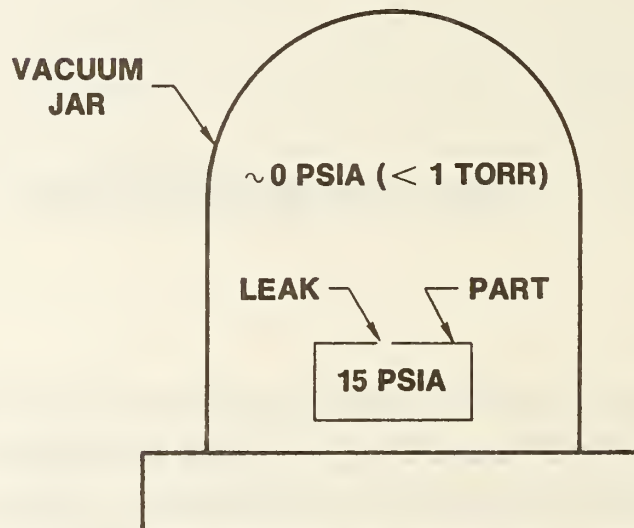 VACUUM
JAR
~ 0 PSIA (< 1 TORR)
LEAK
PART
15 PSIA